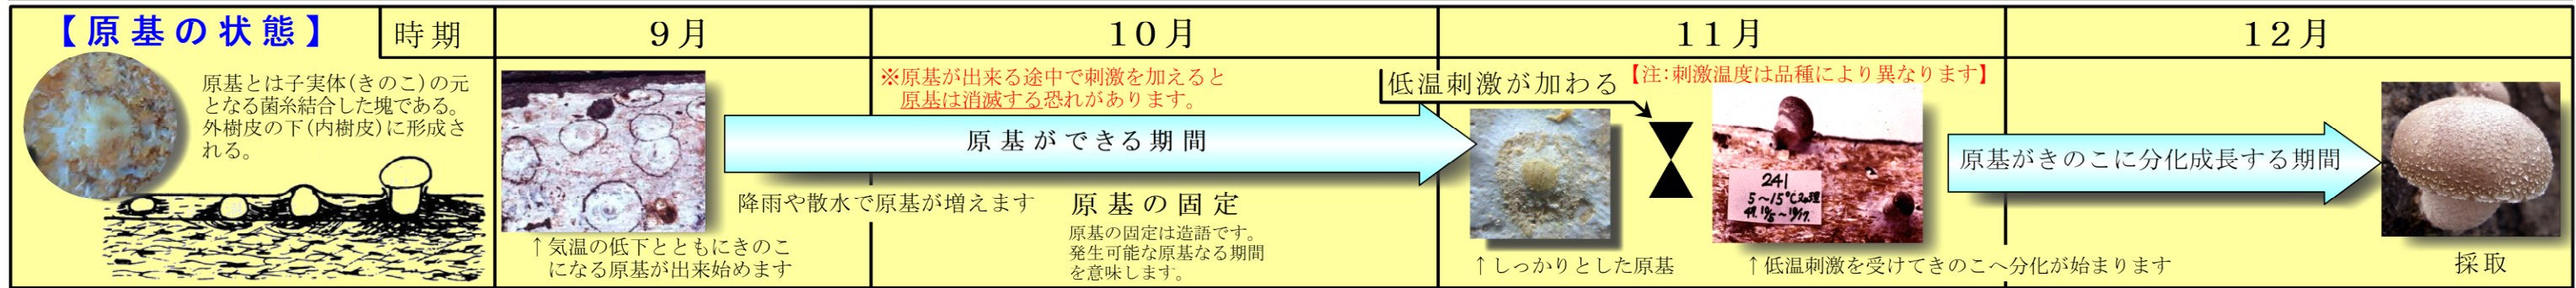 【原基の状態】
時期
9月
10月
11月
12月
原基とは子実体(きのこ)の元
となる菌糸結合した塊である。
外樹皮の下(内樹皮)に形成さ
れる。
↑気温の低下とともにきのこ
になる原基が出来始めます
※原基が出来る途中で刺激を加えると
原基は消滅する恐れがあります。
原基ができる期間
降雨や散水で原基が増えます
原基の固定
原基の固定は造語です。
発生可能な原基なる期間
を意味します。
低温刺激が加わる
【注:刺激温度は品種により異なります】
↑しっかりとした原基
241
5~15℃
↑低温刺激を受けてきのこへ分化が始まります
原基がきのこに分化成長する期間
採取